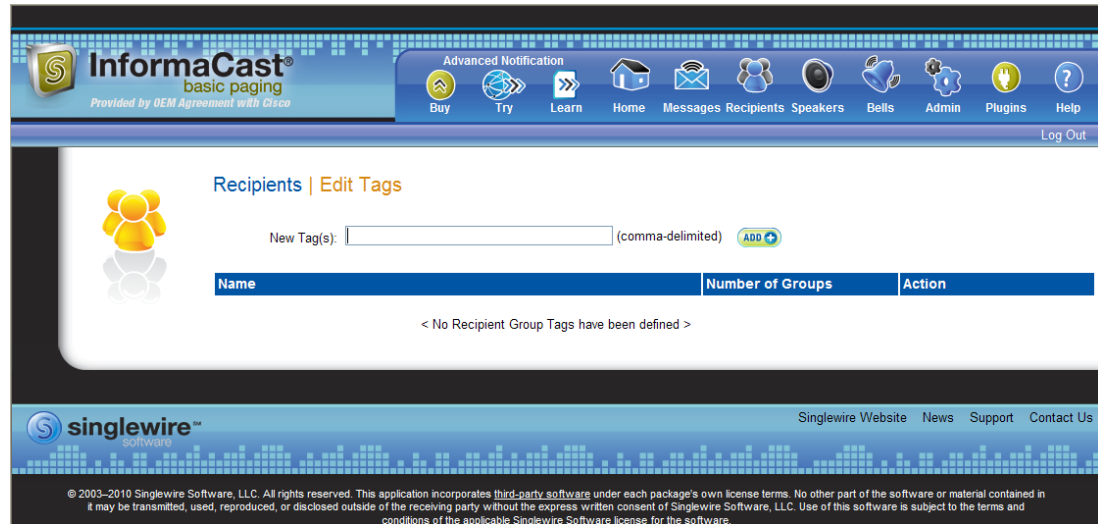 InformaCast®
basic paging
Provided by OEM Agreement with Cisco
Advanced Notification
Buy Try Learn Home Messages Recipients Speakers Bells Admin Plugins Help
Log Out
Recipients | Edit Tags
New Tag(s): (comma-delimited) ADD
Name Number of Groups Action
< No Recipient Group Tags have been defined >
singlewire℠
software
Singlewire Website News Support Contact Us
© 2003–2010 Singlewire Software, LLC. All rights reserved. This application incorporates third-party software under each package's own license terms. No other part of the software or material contained in
it may be transmitted, used, reproduced, or disclosed outside of the receiving party without the express written consent of Singlewire Software, LLC. Use of this software is subject to the terms and
conditions of the applicable Singlewire Software license for the software.